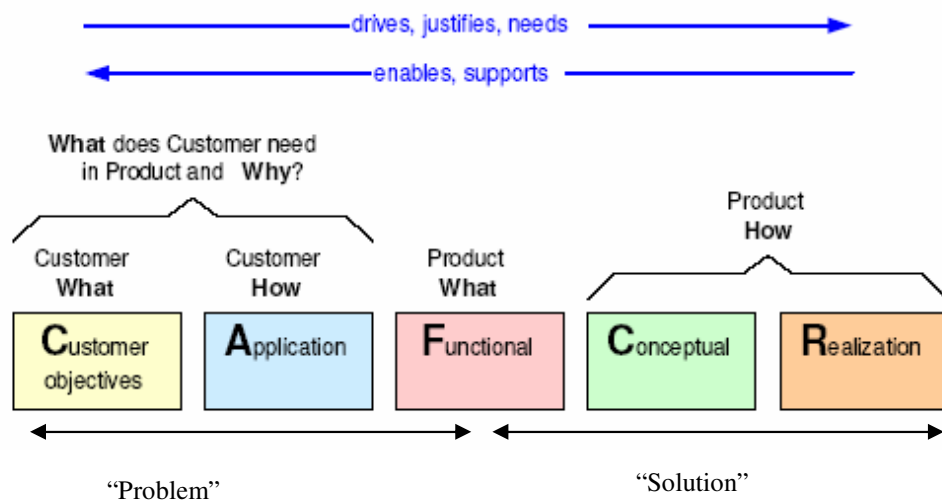 drives, justifies, needs
enables, supports
What does Customer need
in Product and Why?
Product
How
Customer
What
Customer
How
Product
What
Customer
objectives
Application
Functional
Conceptual
Realization
“Problem”
“Solution”